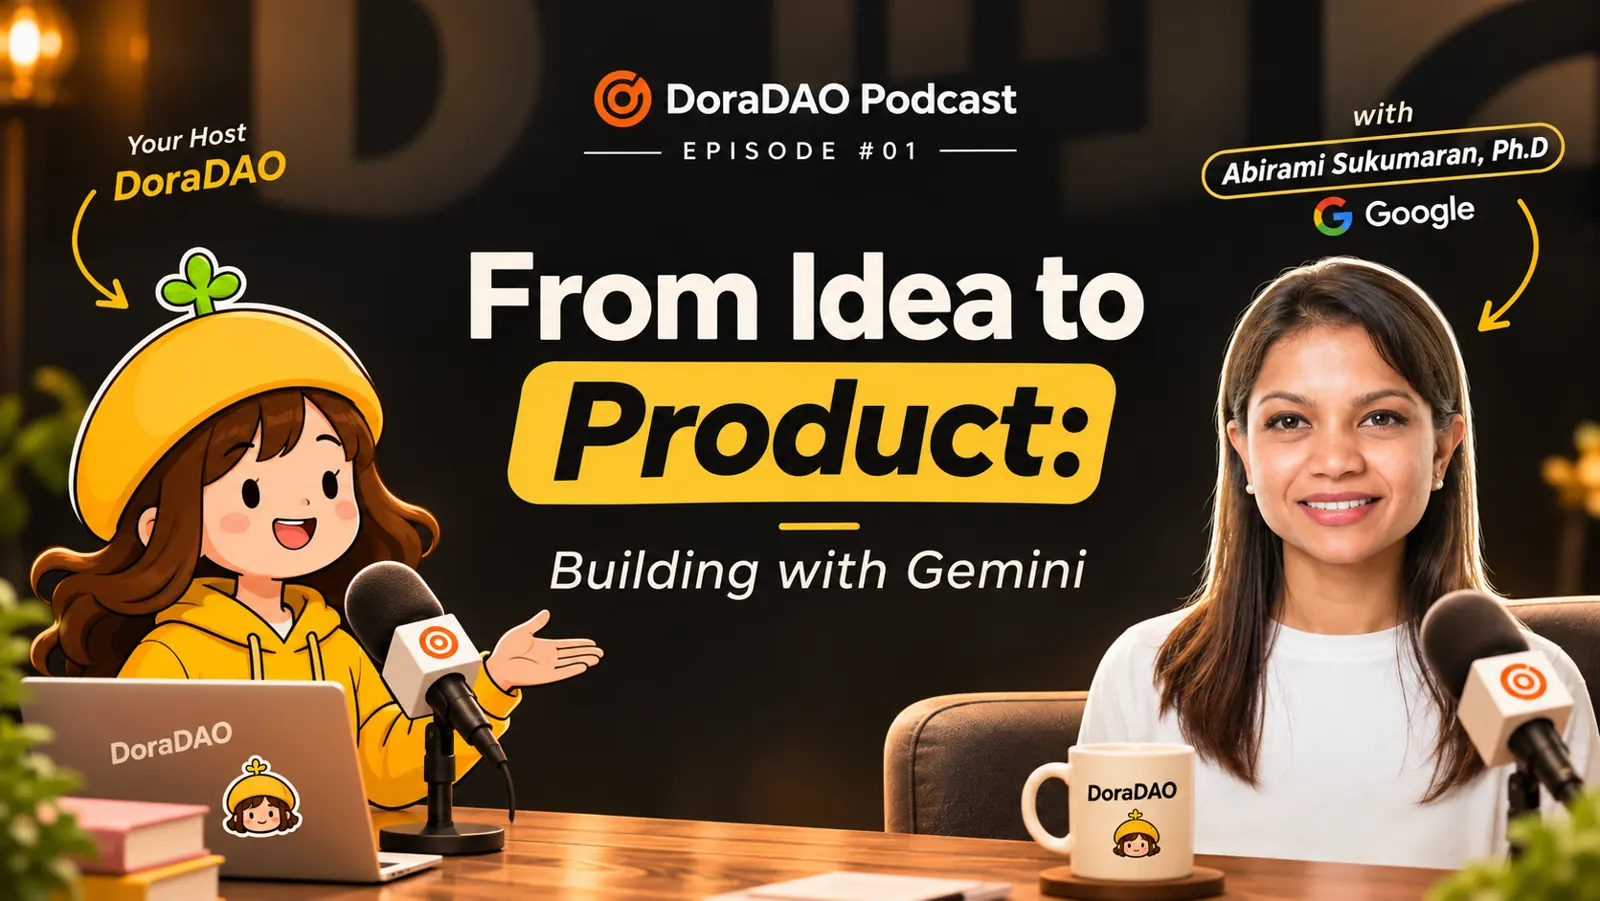 DoraDAO Podcast
EPISODE #01
Your Host
DoraDAO
with
Abirami Sukumaran, Ph.D
Google
From Idea to
Product:
Building with Gemini
DoraDAO
DoraDAO